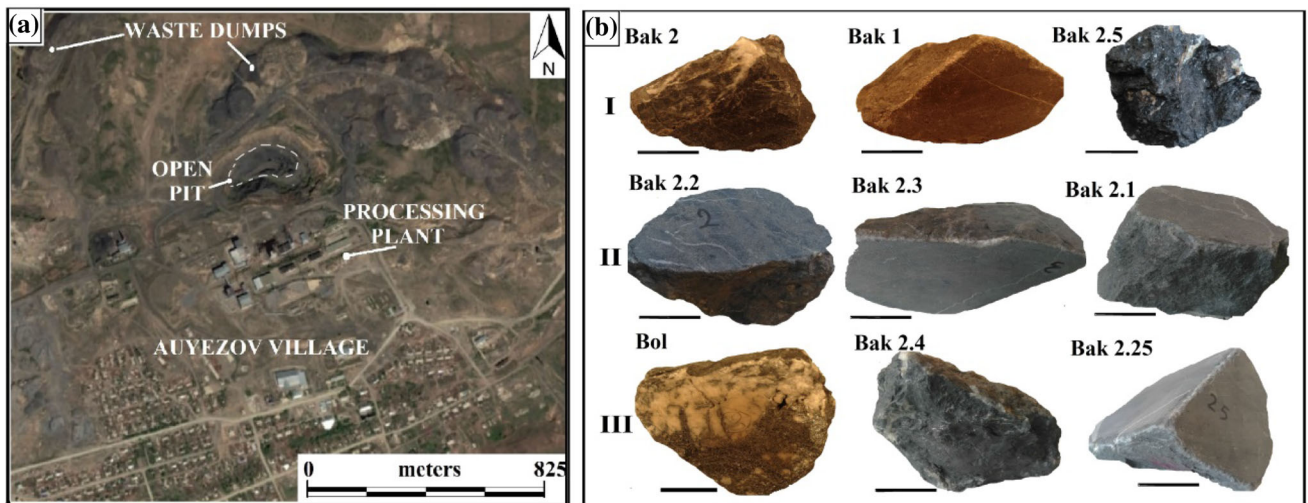 (a)
WASTE DUMPS
N
OPEN
PIT
PROCESSING
PLANT
AUYEZOV VILLAGE
0 meters 825
(b)
Bak 2 Bak 1 Bak 2.5
I
Bak 2.2 Bak 2.3 Bak 2.1
2
II
Bol Bak 2.4 Bak 2.25
25
III